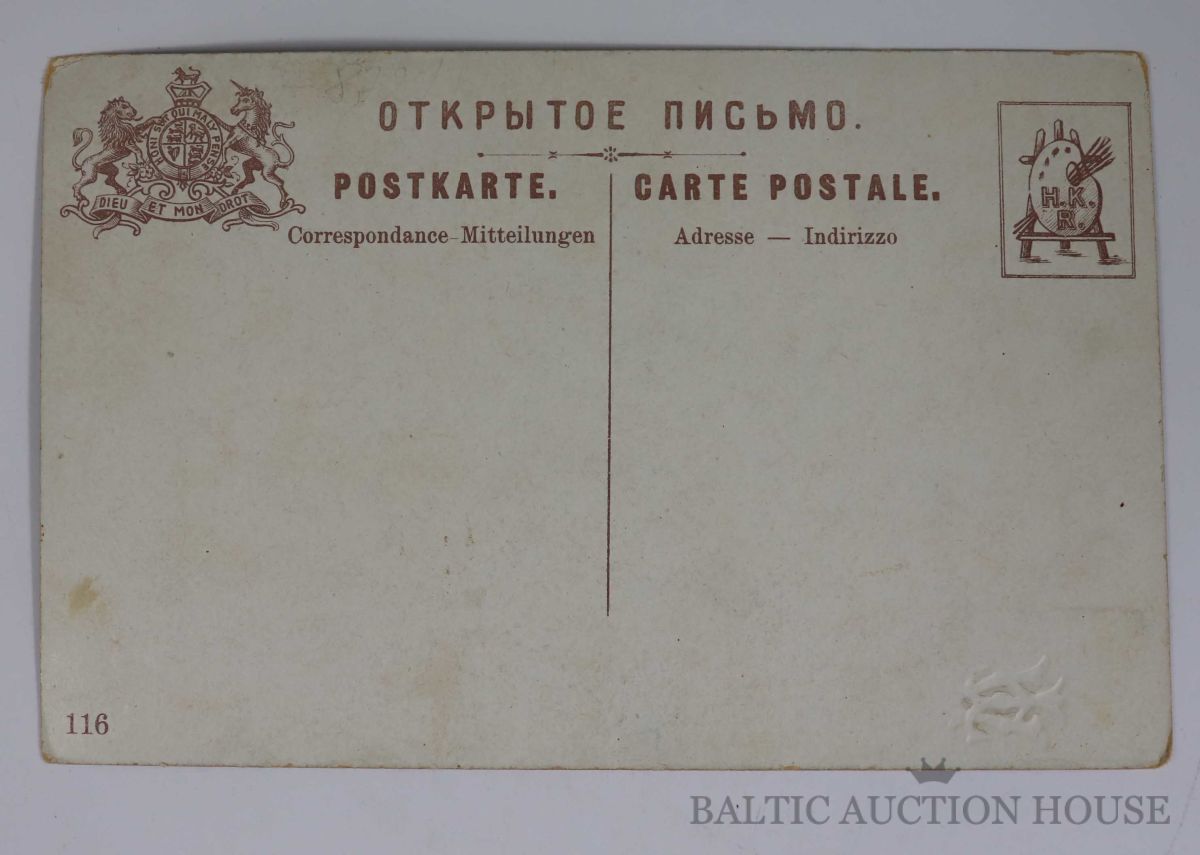 ОТКРЫТОЕ ПИСЬМО.
HONI SOIT QUI MAL Y PENSE
DIEU ET MON DROIT
POSTKARTE. CARTE POSTALE.
Correspondance-Mitteilungen Adresse — Indirizzo
H.K.
R.
116
BALTIC AUCTION HOUSE